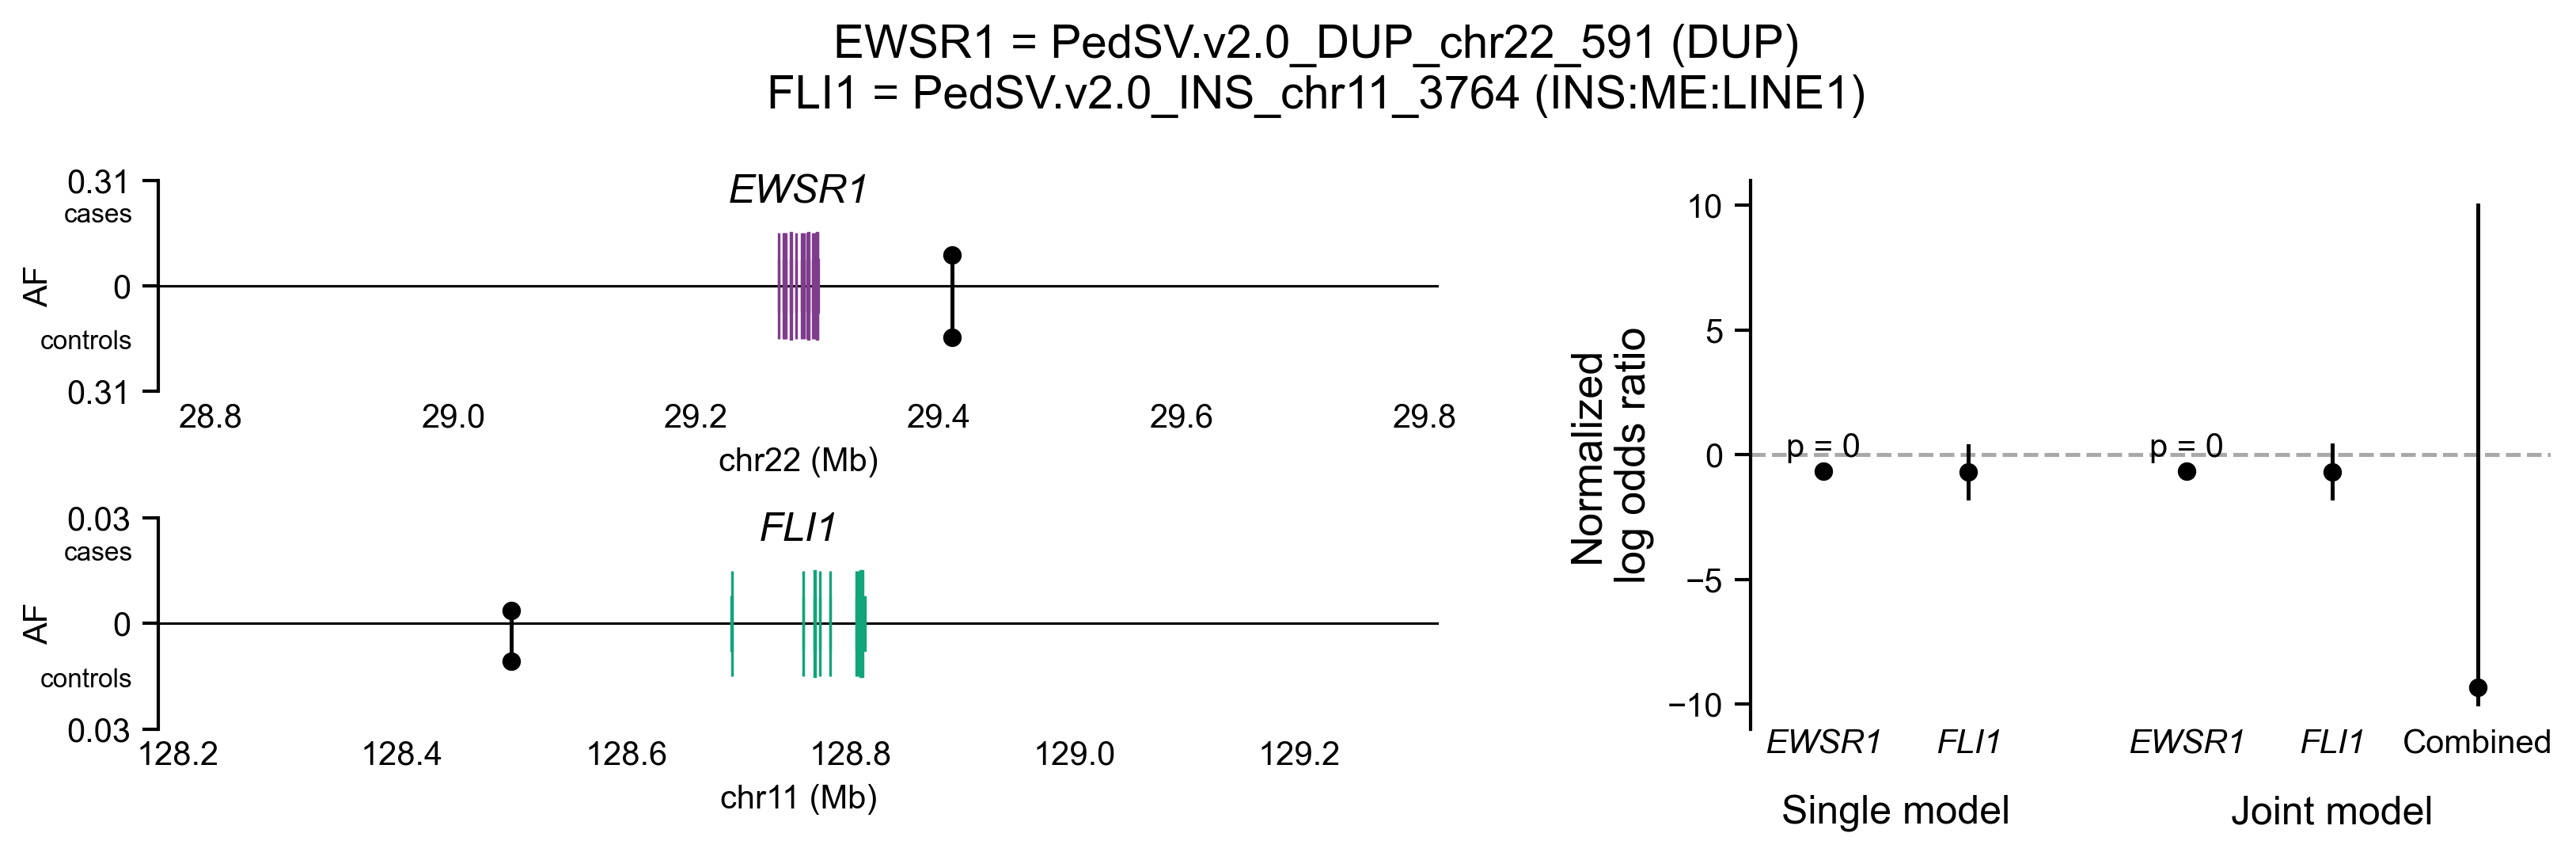 EWSR1 = PedSV.v2.0_DUP_chr22_591 (DUP)
FLI1 = PedSV.v2.0_INS_chr11_3764 (INS:ME:LINE1)
0.31
cases
AF
0
controls
0.31
EWSR1
28.8 29.0 29.2 29.4 29.6 29.8
chr22 (Mb)
0.03
cases
AF
0
controls
0.03
FLI1
128.2 128.4 128.6 128.8 129.0 129.2
chr11 (Mb)
Normalized
log odds ratio
10
5
0
−5
−10
p = 0
p = 0
EWSR1 FLI1 EWSR1 FLI1 Combined
Single model Joint model